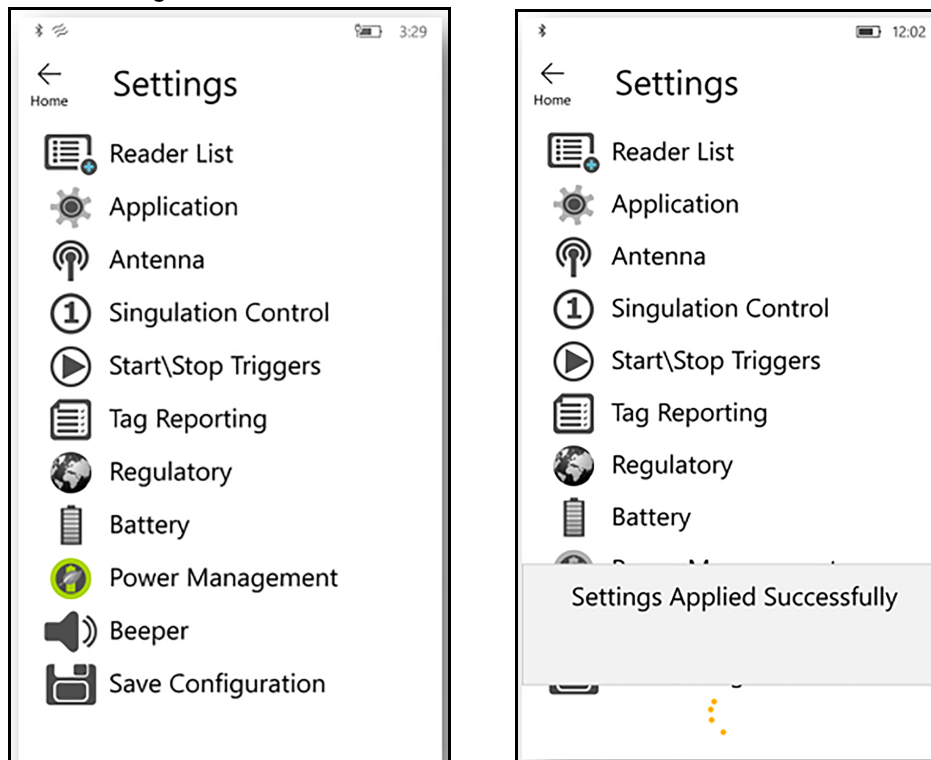 3:29
Home
Settings
Reader List
Application
Antenna
1
Singulation Control
Start\Stop Triggers
Tag Reporting
Regulatory
Battery
Power Management
Beeper
Save Configuration
12:02
Home
Settings
Reader List
Application
Antenna
1
Singulation Control
Start\Stop Triggers
Tag Reporting
Regulatory
Battery
Settings Applied Successfully